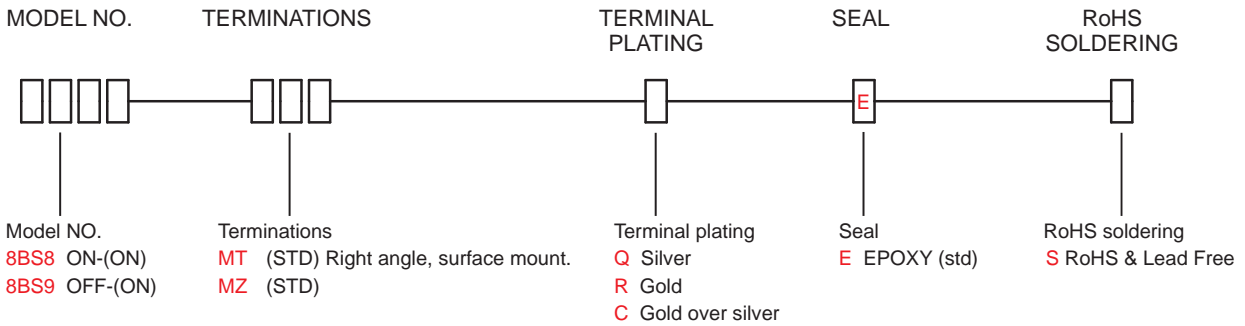 MODEL NO.
TERMINATIONS
TERMINAL
PLATING
SEAL
RoHS
SOLDERING
E
Model NO.
8BS8 ON-(ON)
8BS9 OFF-(ON)
Terminations
MT (STD) Right angle, surface mount.
MZ (STD)
Terminal plating
Q Silver
R Gold
C Gold over silver
Seal
E EPOXY (std)
RoHS soldering
S RoHS & Lead Free